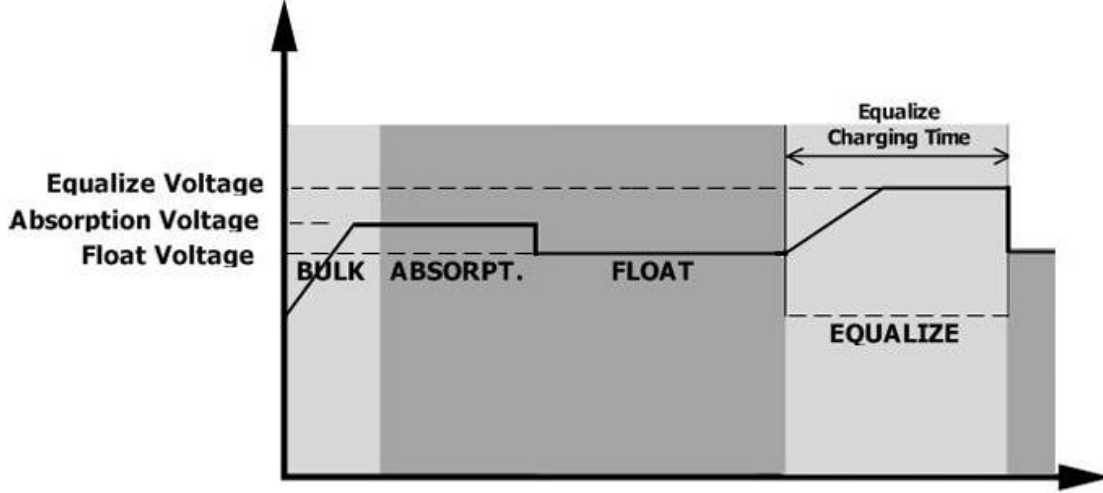 Equalize
Charging Time
Equalize Voltage
Absorption Voltage
Float Voltage
BULK
ABSORPT.
FLOAT
EQUALIZE